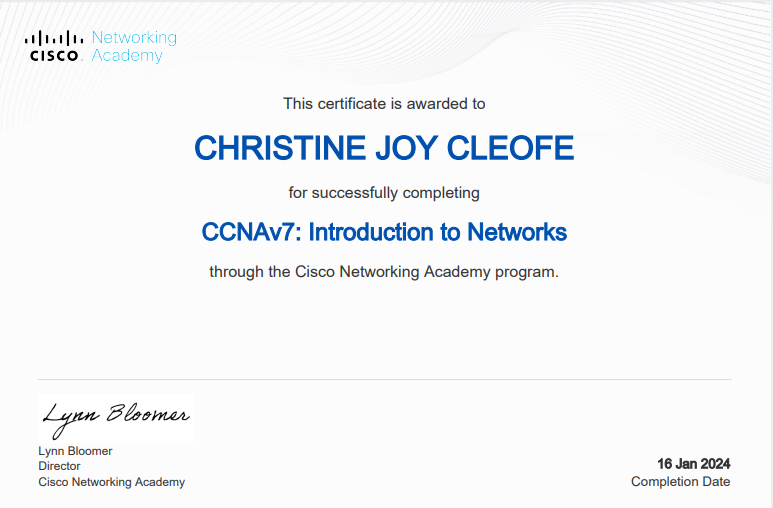 Networking
CISCO Academy
This certificate is awarded to
CHRISTINE JOY CLEOFE
for successfully completing
CCNAv7: Introduction to Networks
through the Cisco Networking Academy program.
Lynn Bloomer
Lynn Bloomer
Director
Cisco Networking Academy
16 Jan 2024
Completion Date